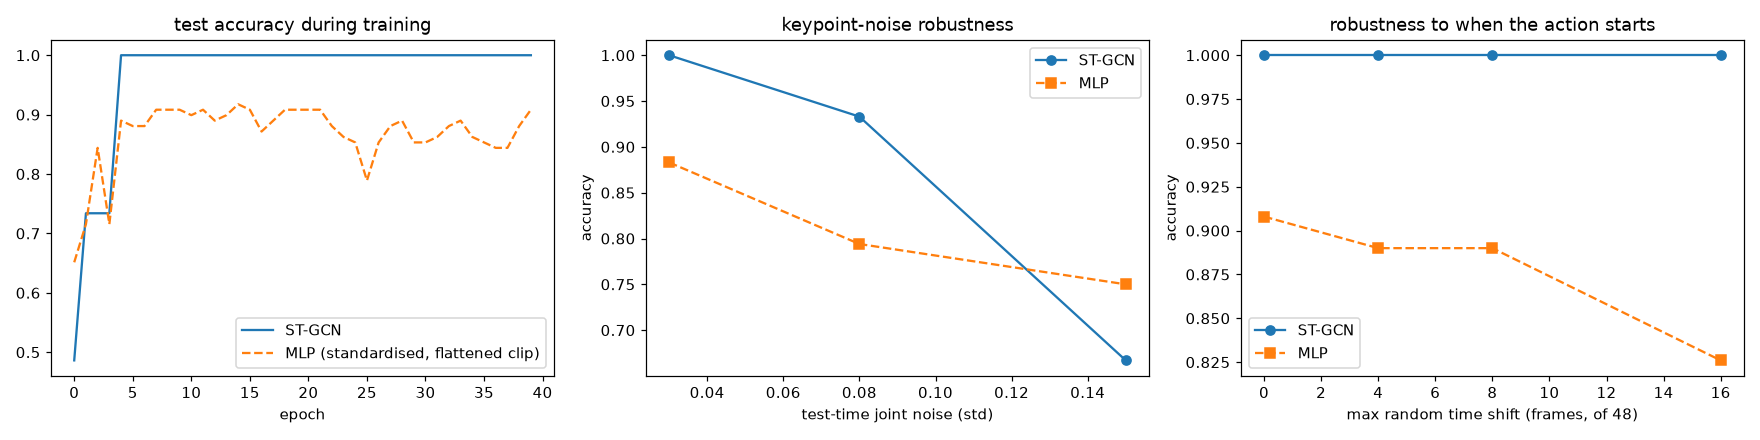 test accuracy during training
1.0
0.9
0.8
0.7
0.6
0.5
ST-GCN
MLP (standardised, flattened clip)
0 5 10 15 20 25 30 35 40
epoch
keypoint-noise robustness
accuracy
1.00
0.95
0.90
0.85
0.80
0.75
0.70
ST-GCN
MLP
0.04 0.06 0.08 0.10 0.12 0.14
test-time joint noise (std)
robustness to when the action starts
accuracy
1.000
0.975
0.950
0.925
0.900
0.875
0.850
0.825
ST-GCN
MLP
0 2 4 6 8 10 12 14 16
max random time shift (frames, of 48)